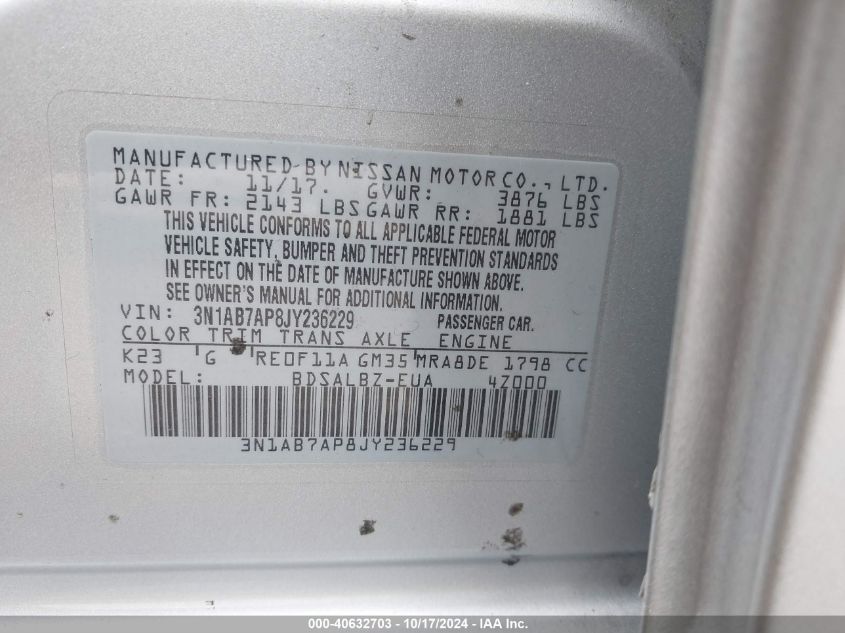 MANUFACTURED BY NISSAN MOTOR CO., LTD.
DATE: 11/17. GVWR: 3876 LBS
GAWR FR: 2143 LBS GAWR RR: 1881 LBS
THIS VEHICLE CONFORMS TO ALL APPLICABLE FEDERAL MOTOR
VEHICLE SAFETY, BUMPER AND THEFT PREVENTION STANDARDS
IN EFFECT ON THE DATE OF MANUFACTURE SHOWN ABOVE.
SEE OWNER'S MANUAL FOR ADDITIONAL INFORMATION.
VIN: 3N1AB7AP8JY236229 PASSENGER CAR.
COLOR TRIM TRANS AXLE ENGINE
K23 G RE0F11A GM35 MRA8DE 1798 CC
MODEL: BDSALBZ-EUA 47000
3N1AB7AP8JY236229
000-40632703 - 10/17/2024 - IAA, Inc.